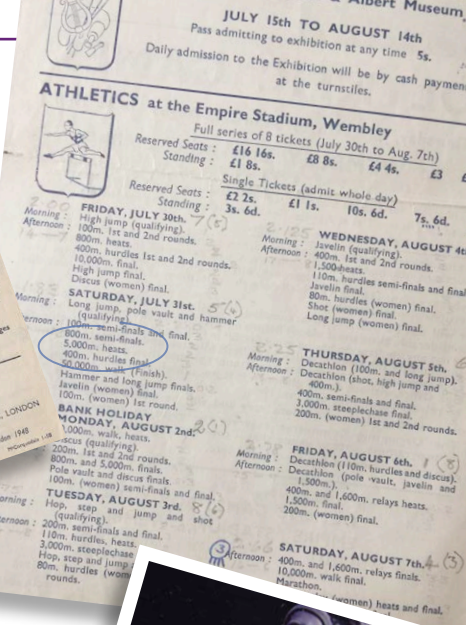 Albert Museum,
JULY 15th TO AUGUST 14th
Pass admitting to exhibition at any time 5s.
Daily admission to the Exhibition will be by cash payment
at the turnstiles.
ATHLETICS at the Empire Stadium, Wembley
Full series of 8 tickets (July 30th to Aug. 7th)
Reserved Seats : £16 16s. £8 8s. £4 4s. £3
Standing : £1 8s.
Single Tickets (admit whole day)
Reserved Seats : £2 2s. £1 1s. 10s. 6d. 7s. 6d.
Standing : 3s. 6d.
FRIDAY, JULY 30th. 7(5)
Morning : High jump (qualifying).
Afternoon : 100m. 1st and 2nd rounds.
800m. heats.
400m. hurdles 1st and 2nd rounds.
10,000m. final.
High jump final.
Discus (women) final.
SATURDAY, JULY 31st.
Morning : Long jump, pole vault and hammer
(qualifying).
Afternoon : 100m. semi-finals and final.
800m. semi-finals.
5,000m. heats.
400m. hurdles final.
50,000m. walk (Finish).
Hammer and long jump finals.
Javelin (women) final.
100m. (women) 1st round.
BANK HOLIDAY
MONDAY, AUGUST 2nd.
walk, heats.
Discus (qualifying).
200m. 1st and 2nd rounds.
800m. and 5,000m. finals.
Pole vault and discus finals.
100m. (women) semi-finals and final.
TUESDAY, AUGUST 3rd.
Morning : Hop, step and jump and shot
(qualifying).
Afternoon : 200m. semi-finals and final.
110m. hurdles, heats.
3,000m. steeplechase
Hop, step and jump
80m. hurdles (wom
rounds.
WEDNESDAY, AUGUST 4th
Morning : Javelin (qualifying).
Afternoon : 400m. 1st and 2nd rounds.
1,500m. heats.
110m. hurdles, semi-finals
Javelin final.
80m. hurdles (women)
Shot (women) final.
Long jump (women) final.
THURSDAY, AUGUST 5th.
Morning : Decathlon (100m. and long jump).
Afternoon : Decathlon (shot, high jump and
400m.).
400m. semi-finals and final.
3,000m. steeplechase final.
200m. (women) 1st and 2nd rounds.
FRIDAY, AUGUST 6th.
Morning : Decathlon (110m. hurdles and discus).
Afternoon : Decathlon (pole vault, javelin and
1,500m.).
400m. and 1,600m. relays heats.
1,500m. final.
200m. (women) final.
SATURDAY, AUGUST 7th.
3 Afternoon : 400m. and 1,600m. relays finals.
10,000m. walk final.
Marathon.
(women) heats and final.
LONDON
1948